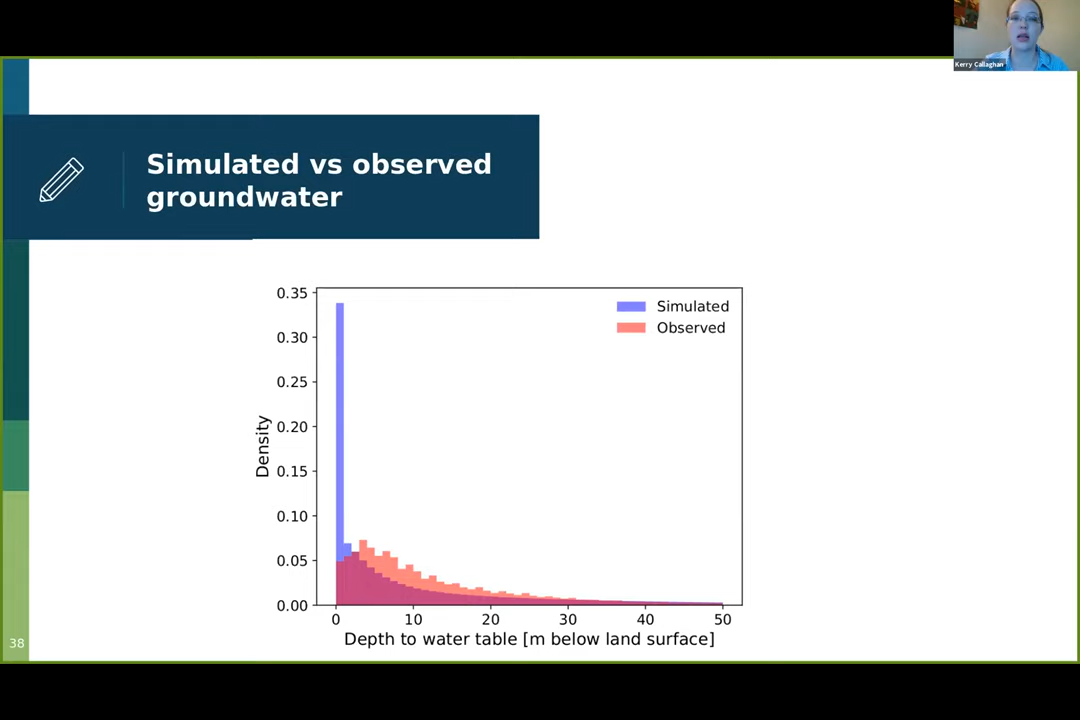 Kerry Callaghan
Simulated vs observed
groundwater
0.35
0.30
0.25
0.20
0.15
0.10
0.05
0.00
Density
Simulated
Observed
0 10 20 30 40 50
Depth to water table [m below land surface]
38